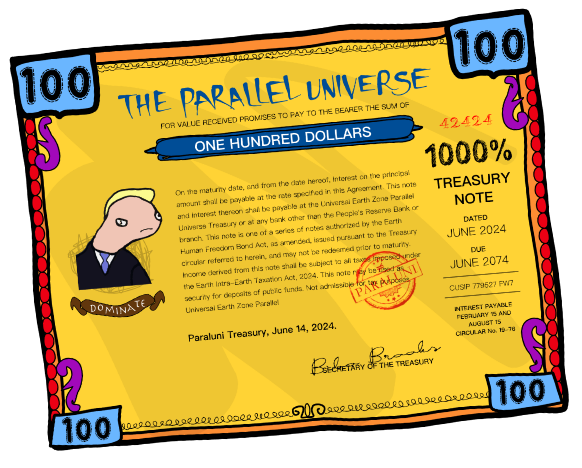 100
100
THE PARALLEL UNIVERSE
FOR VALUE RECEIVED PROMISES TO PAY TO THE BEARER THE SUM OF
ONE HUNDRED DOLLARS
42424
1000%
TREASURY
NOTE
DATED
JUNE 2024
DUE
JUNE 2074
CUSIP 779527 PW7
INTEREST PAYABLE
FEBRUARY 15 AND
AUGUST 15
CIRCULAR No. 16-76
On the maturity date, and from the date hereof, Interest on the principal
amount shall be payable at the rate specified in this Agreement. This note
and Interest thereon shall be payable at the Universal Earth Zone Parallel
Universe Treasury or at any bank other than the People's Reserve Bank or
branch. This note is one of a series of notes authorized by the Earth
Human Freedom Bond Act, as amended, issued pursuant to the Treasury
circular referred to herein, and may not be redeemed prior to maturity.
Income derived from this note shall be subject to all taxes imposed under
the Earth Intra-Earth Taxation Act, 2024. This note may be used as
security for deposits of public funds. Not admissible for tax purposes
Universal Earth Zone Parallel
DOMINATE
PARALUNI
Paraluni Treasury, June 14, 2024.
SECRETARY OF THE TREASURY
100
100